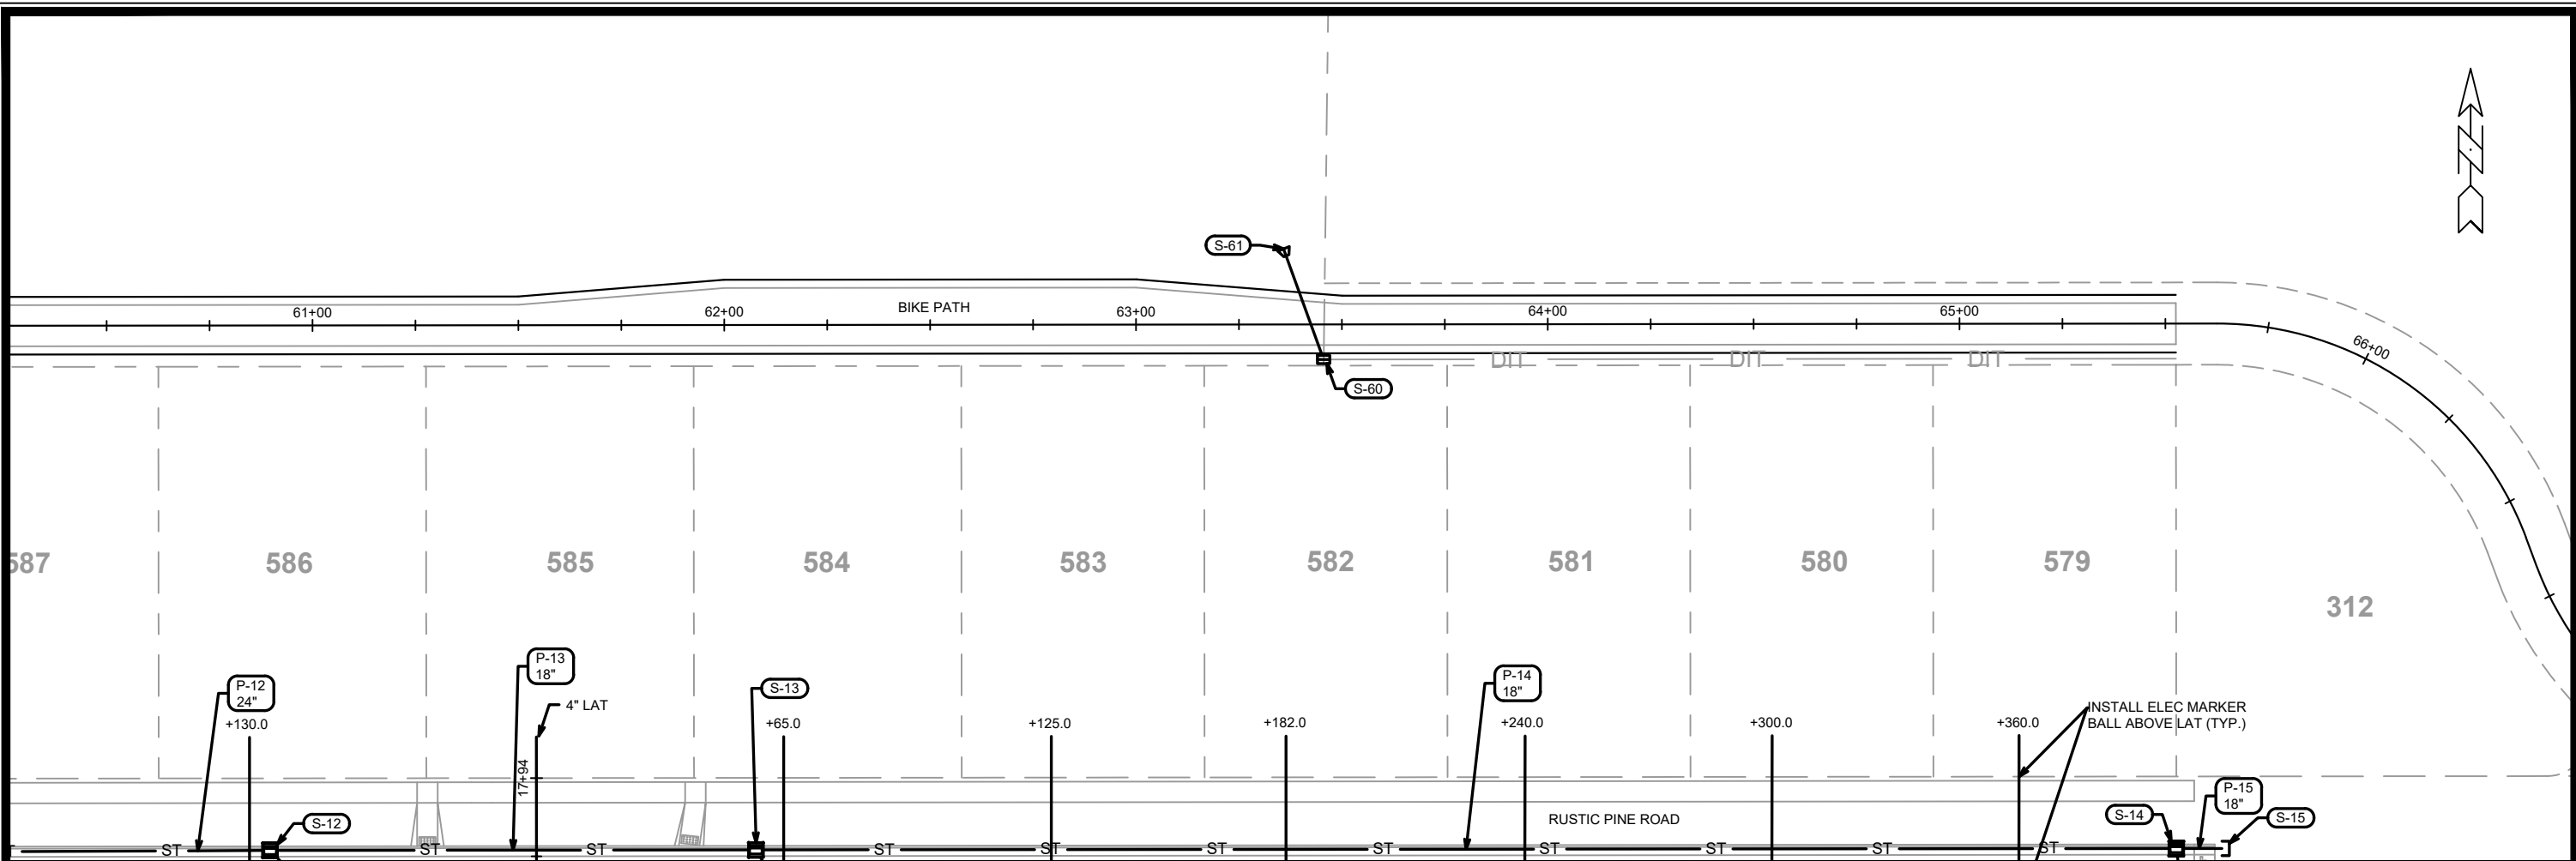 S-61
61+00
62+00
BIKE PATH
63+00
64+00
65+00
66+00
DIT
DIT
DIT
S-60
587
586
585
584
583
582
581
580
579
312
P-12
24"
+130.0
P-13
18"
4" LAT
S-13
+65.0
+125.0
+182.0
P-14
18"
+240.0
+300.0
+360.0
INSTALL ELEC MARKER
BALL ABOVE LAT (TYP.)
17+94
S-12
RUSTIC PINE ROAD
S-14
P-15
18"
S-15
ST
ST
ST
ST
ST
ST
ST
ST
ST
ST
ST
ST
N